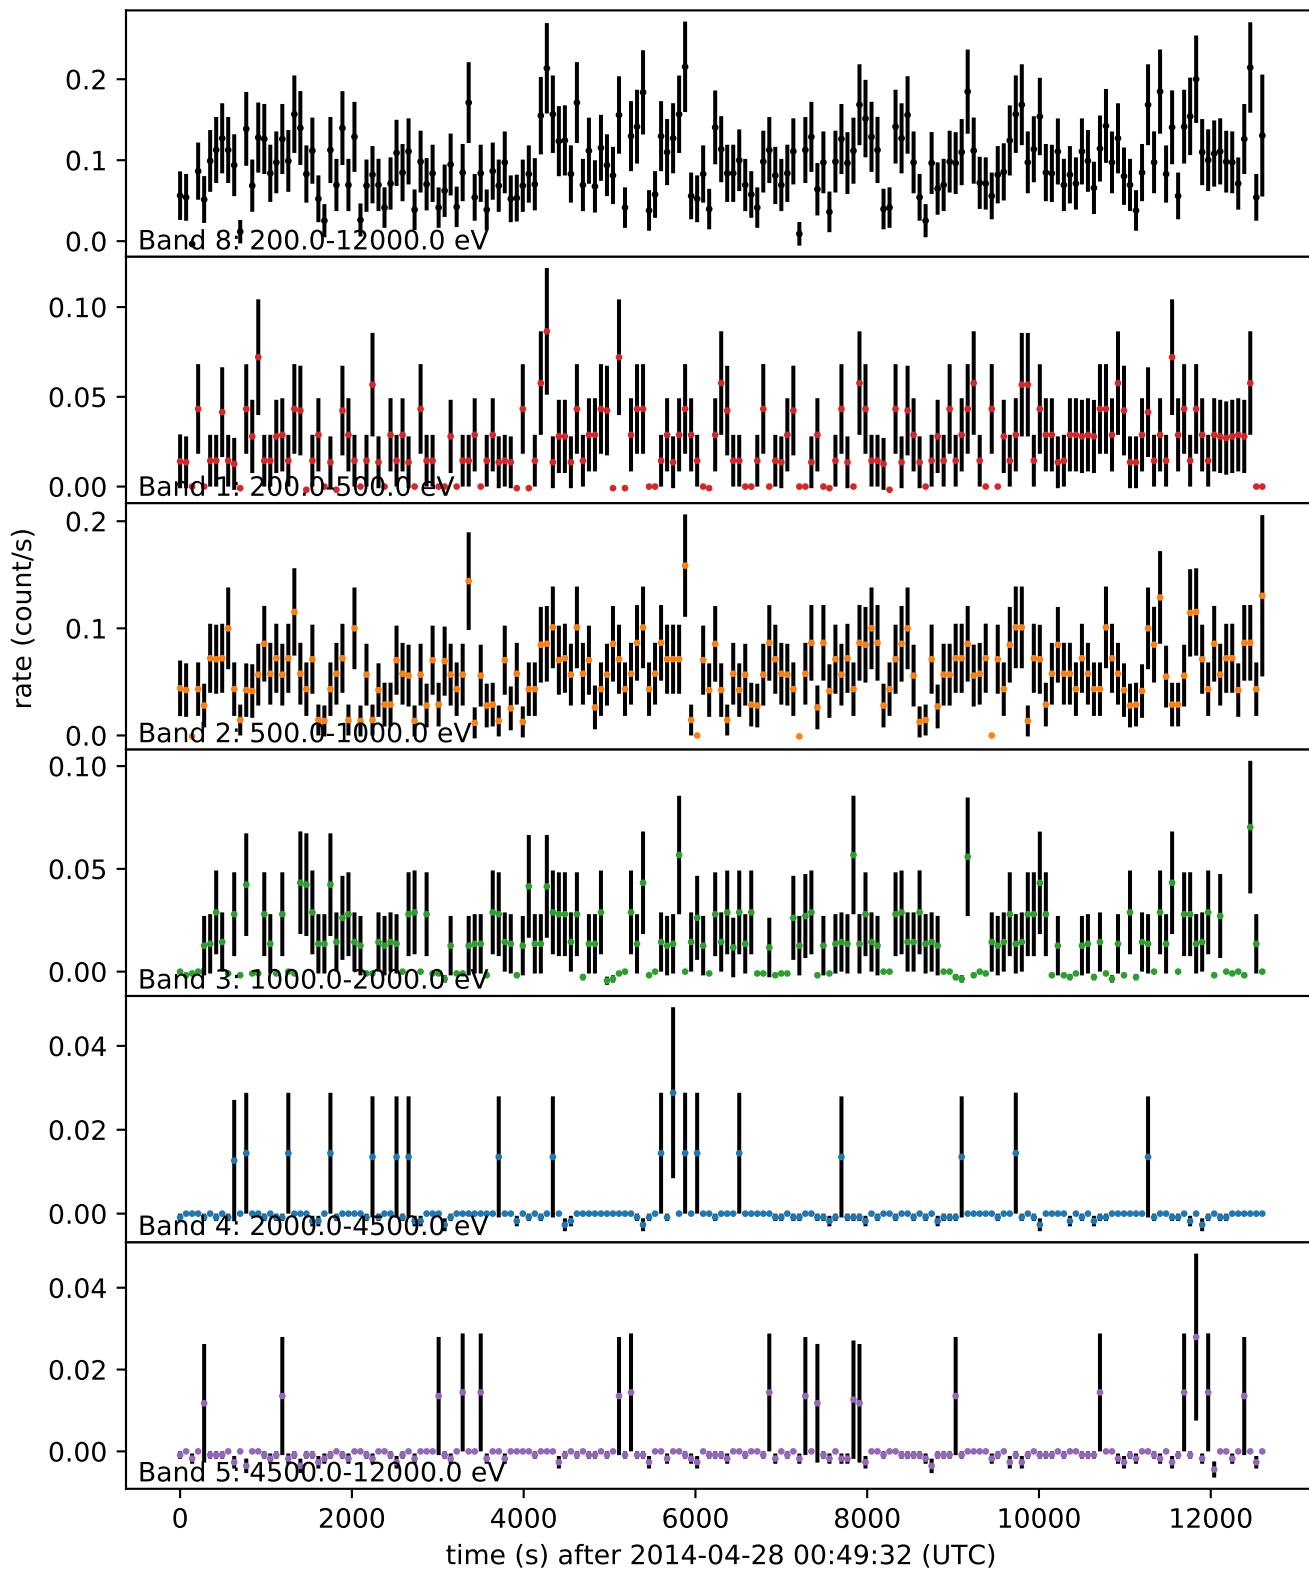 0.2
0.1
0.0
Band 8: 200.0-12000.0 eV
0.10
0.05
0.00
Band 1: 200.0-500.0 eV
0.2
0.1
0.0
Band 2: 500.0-1000.0 eV
rate (count/s)
0.10
0.05
0.00
Band 3: 1000.0-2000.0 eV
0.04
0.02
0.00
Band 4: 2000.0-4500.0 eV
0.04
0.02
0.00
Band 5: 4500.0-12000.0 eV
0 2000 4000 6000 8000 10000 12000
time (s) after 2014-04-28 00:49:32 (UTC)